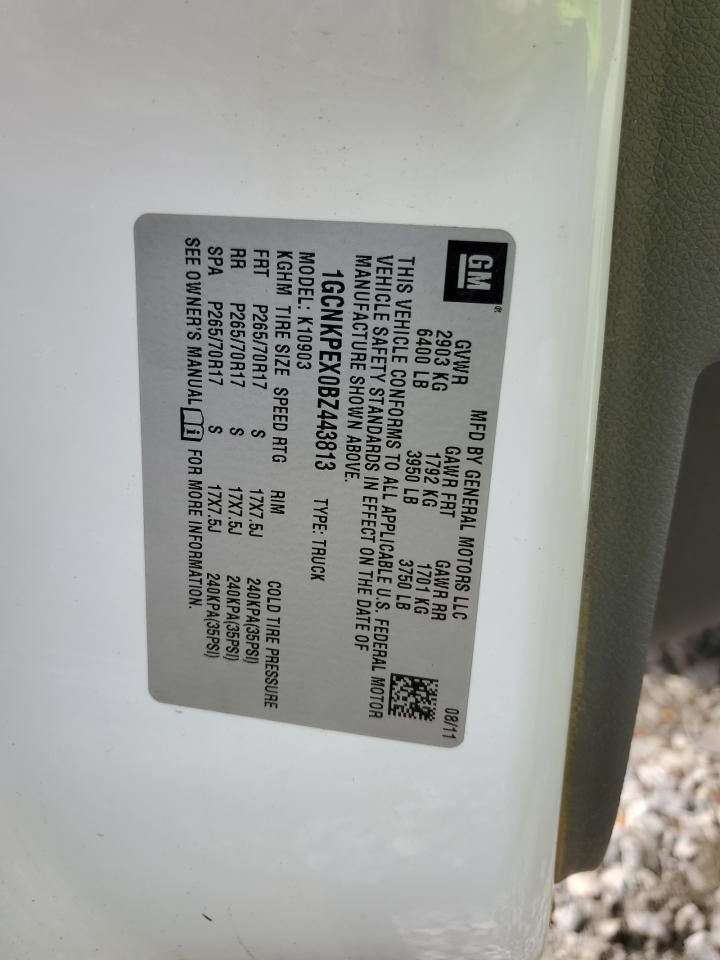 GM®
MFD BY GENERAL MOTORS LLC 08/11
GVWR GAWR FRT GAWR RR
2903 KG 1792 KG 1701 KG
6400 LB 3950 LB 3750 LB
THIS VEHICLE CONFORMS TO ALL APPLICABLE U.S. FEDERAL MOTOR
VEHICLE SAFETY STANDARDS IN EFFECT ON THE DATE OF
MANUFACTURE SHOWN ABOVE.
1GCNKPEX0BZ443813 TYPE: TRUCK
MODEL: K10903
KGHM TIRE SIZE SPEED RTG RIM COLD TIRE PRESSURE
FRT P265/70R17 S 17X7.5J 240KPA(35PSI)
RR P265/70R17 S 17X7.5J 240KPA(35PSI)
SPA P265/70R17 S 17X7.5J 240KPA(35PSI)
SEE OWNER'S MANUAL i FOR MORE INFORMATION.